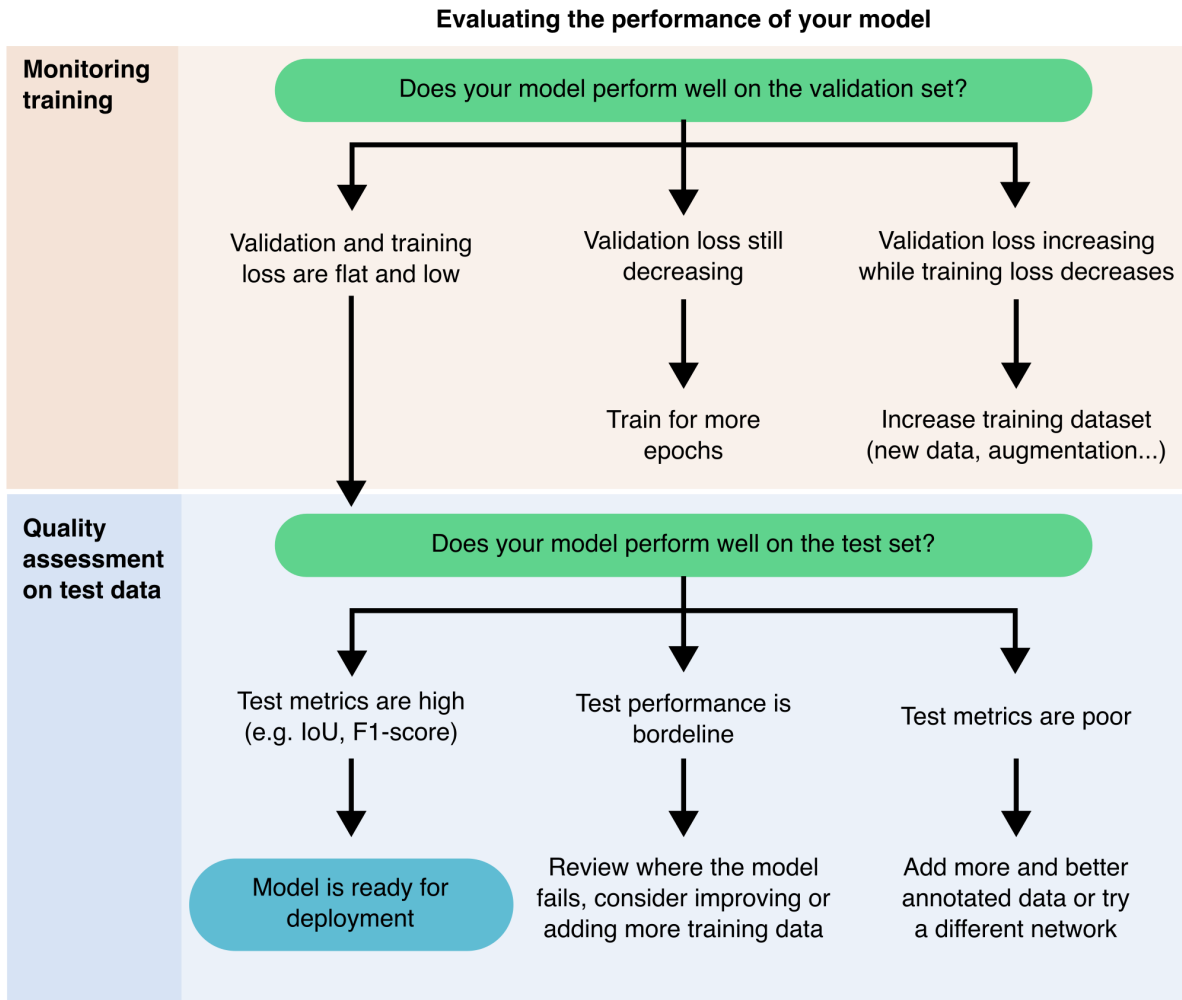 Evaluating the performance of your model
Monitoring
training
Does your model perform well on the validation set?
Validation and training
loss are flat and low
Validation loss still
decreasing
Validation loss increasing
while training loss decreases
Train for more
epochs
Increase training dataset
(new data, augmentation...)
Quality
assessment
on test data
Does your model perform well on the test set?
Test metrics are high
(e.g. IoU, F1-score)
Test performance is
bordeline
Test metrics are poor
Model is ready for
deployment
Review where the model
fails, consider improving or
adding more training data
Add more and better
annotated data or try
a different network